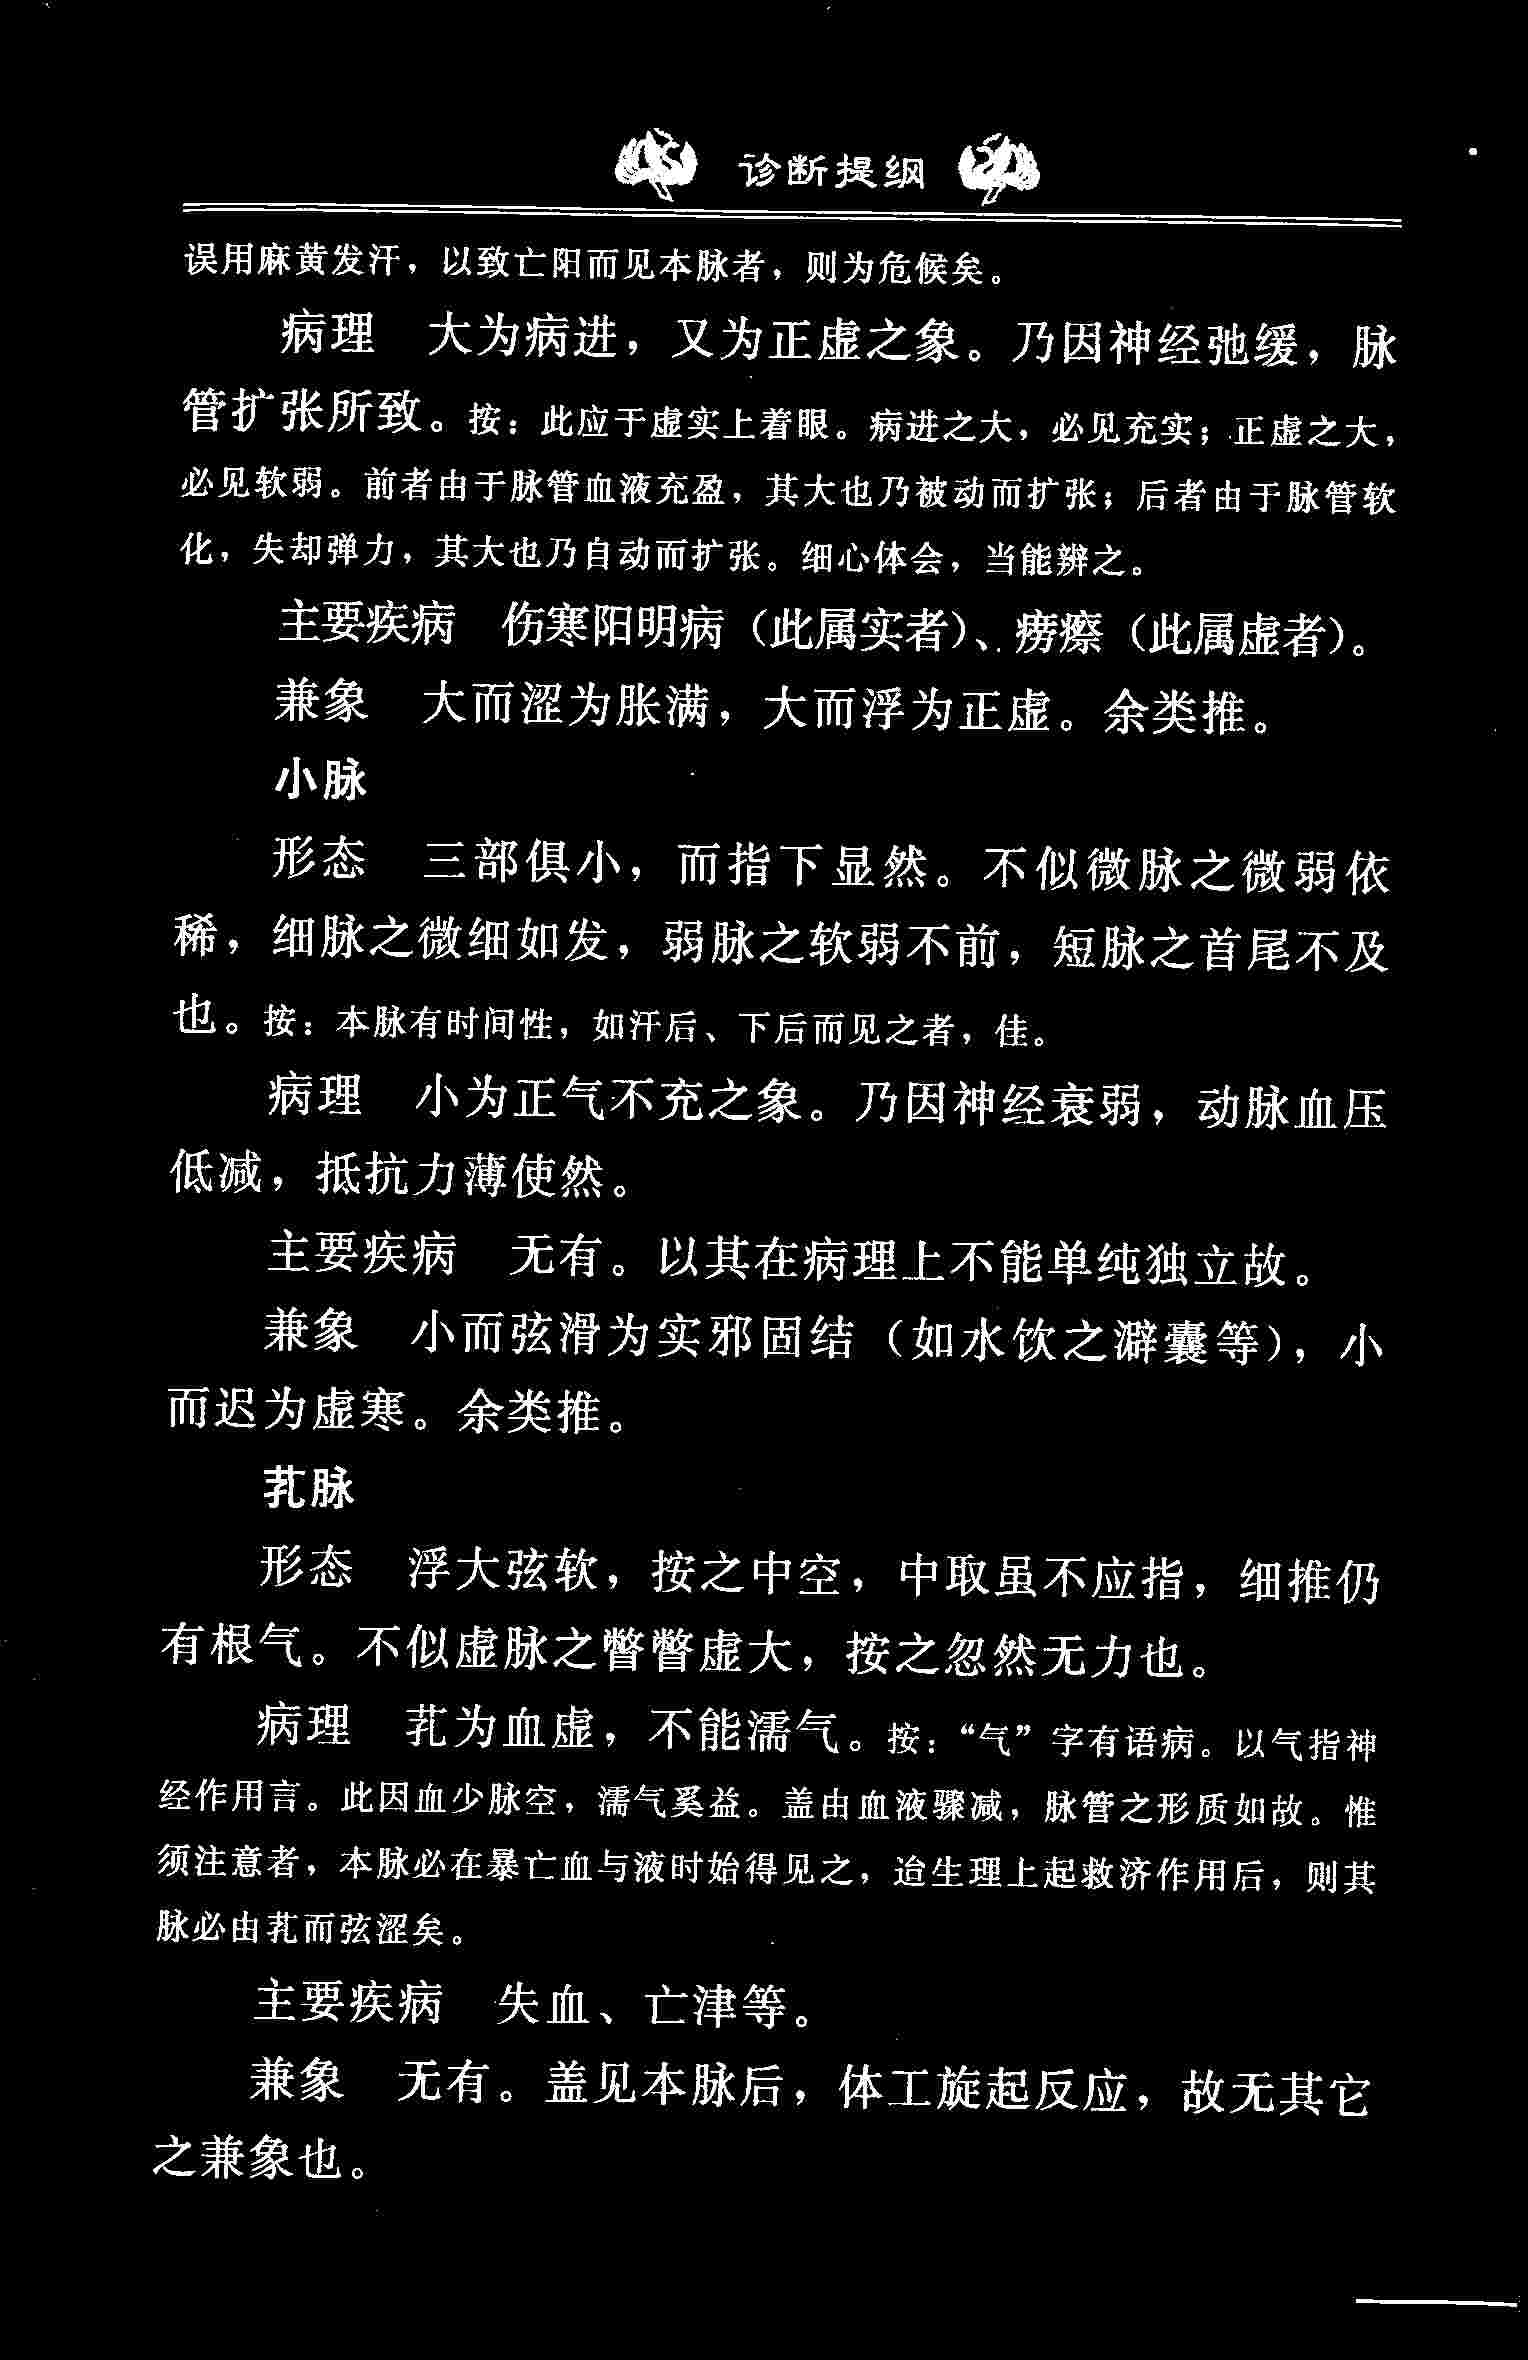 诊断提纲
误用麻黄发汗，以致亡阳而见本脉者，则为危候矣。
病理　大为病进，又为正虚之象。乃因神经弛缓，脉
管扩张所致。按：此应于虚实上着眼。病进之大，必见充实；正虚之大，
必见软弱。前者由于脉管血液充盈，其大也乃被动而扩张；后者由于脉管软
化，失却弹力，其大也乃自动而扩张。细心体会，当能辨之。
主要疾病　伤寒阳明病（此属实者）、痨瘵（此属虚者）。
兼象　大而涩为胀满，大而浮为正虚。余类推。
小脉
形态　三部俱小，而指下显然。不似微脉之微弱依
稀，细脉之微细如发，弱脉之软弱不前，短脉之首尾不及
也。按：本脉有时间性，如汗后、下后而见之者，佳。
病理　小为正气不充之象。乃因神经衰弱，动脉血压
低减，抵抗力薄使然。
主要疾病　无有。以其在病理上不能单纯独立故。
兼象　小而弦滑为实邪固结（如水饮之澼囊等），小
而迟为虚寒。余类推。
芤脉
形态　浮大弦软，按之中空，中取虽不应指，细推仍
有根气。不似虚脉之瞥瞥虚大，按之忽然无力也。
病理　芤为血虚，不能濡气。按：“气”字有语病。以气指神
经作用言。此因血少脉空，濡气奚益。盖由血液骤减，脉管之形质如故。惟
须注意者，本脉必在暴亡血与液时始得见之，迨生理上起救济作用后，则其
脉必由芤而弦涩矣。
主要疾病　失血、亡津等。
兼象　无有。盖见本脉后，体工旋起反应，故无其它
之兼象也。